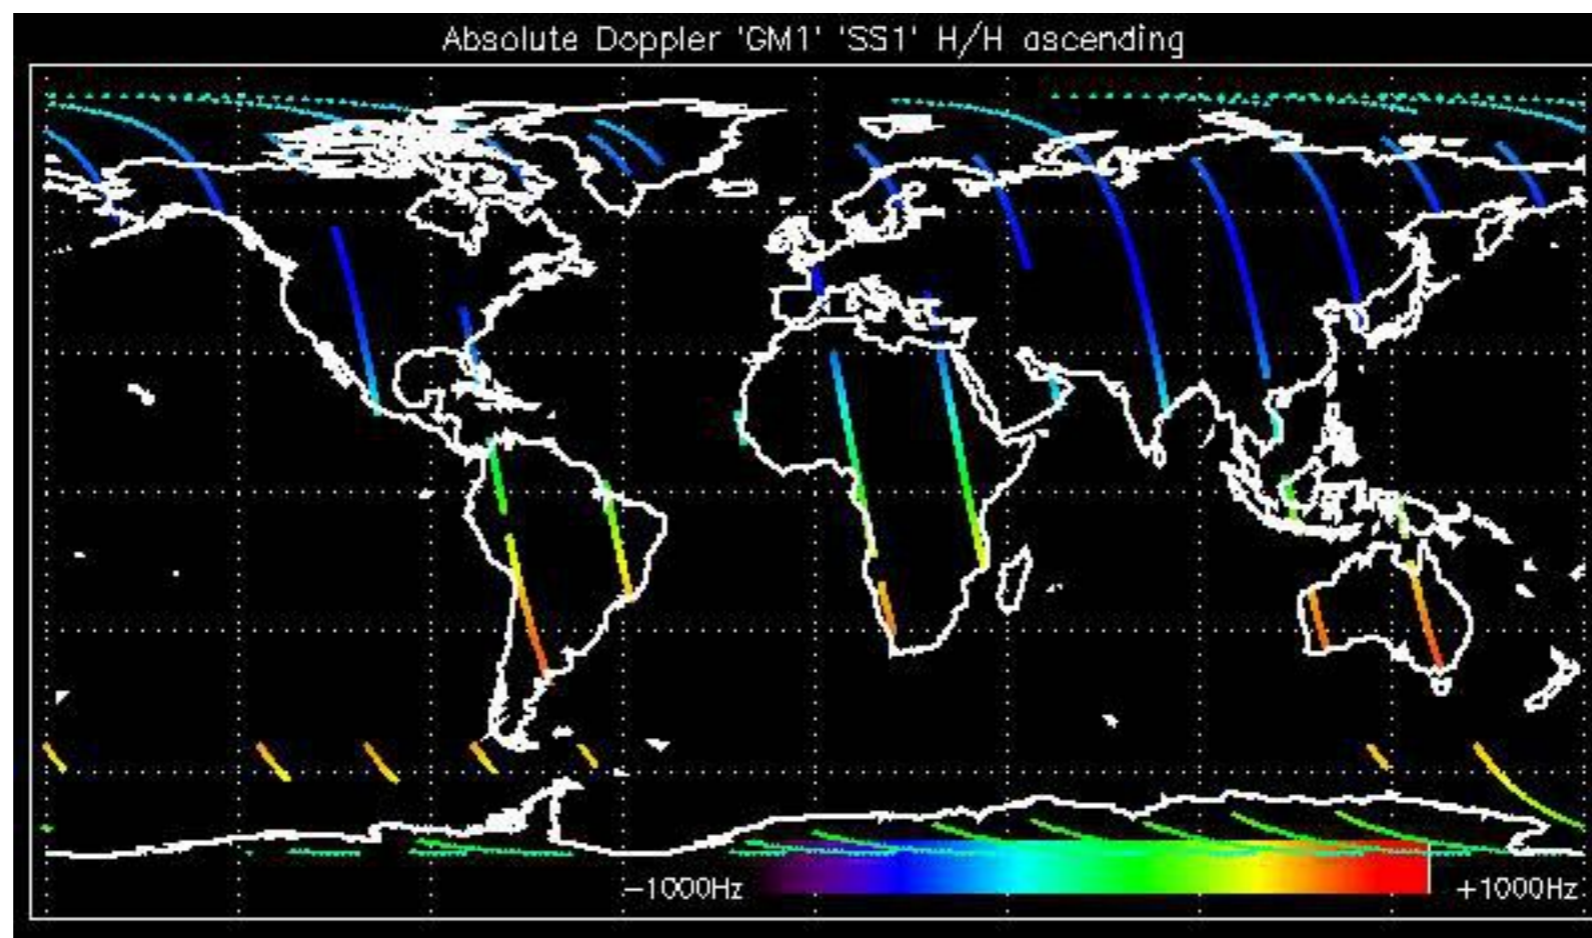 Absolute Doppler 'GM1' 'SS1' H/H ascending
−1000Hz
+1000Hz